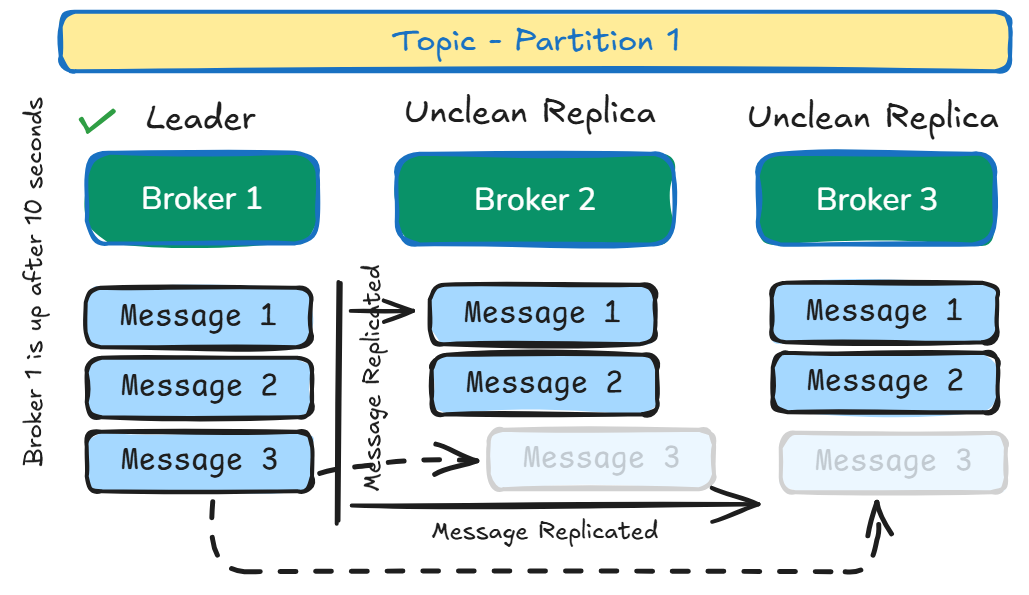 Topic - Partition 1
Leader
Unclean Replica
Unclean Replica
Broker 1
Broker 2
Broker 3
Broker 1 is up after 10 seconds
Message 1
Message 2
Message 3
Message Replicated
Message 1
Message 2
Message 3
Message 1
Message 2
Message 3
Message Replicated